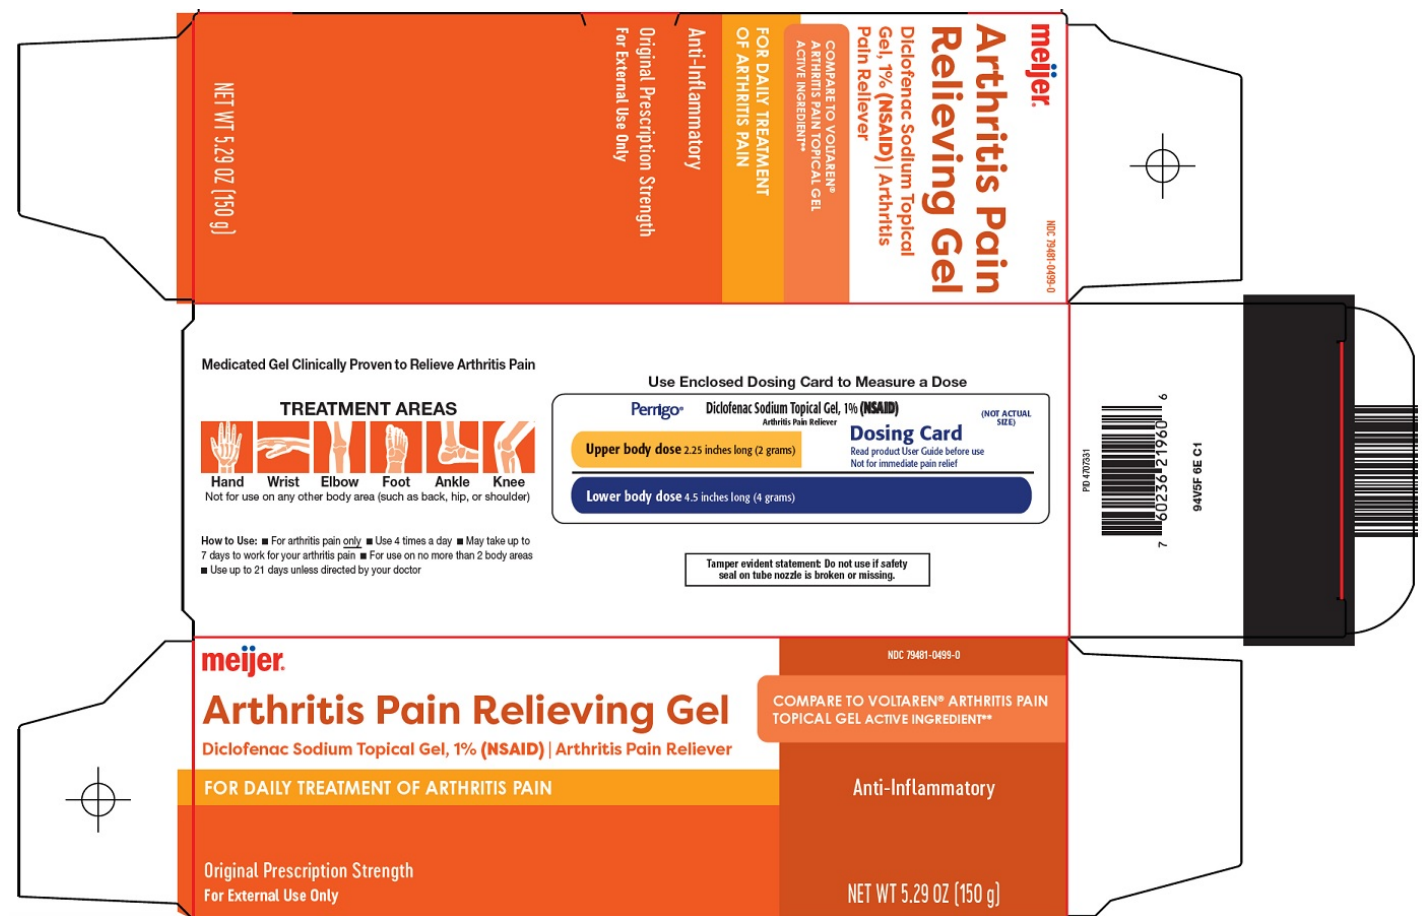 meijer.
Arthritis Pain
Relieving Gel
Diclofenac Sodium Topical
Gel, 1% (NSAID) | Arthritis
Pain Reliever
NDC 79481-0499-0
COMPARE TO VOLTAREN®
ARTHRITIS PAIN TOPICAL GEL
ACTIVE INGREDIENT**
FOR DAILY TREATMENT
OF ARTHRITIS PAIN
Anti-Inflammatory
Original Prescription Strength
For External Use Only
NET WT 5.29 OZ (150 g)
Medicated Gel Clinically Proven to Relieve Arthritis Pain
TREATMENT AREAS
Hand Wrist Elbow Foot Ankle Knee
Not for use on any other body area (such as back, hip, or shoulder)
How to Use: ■ For arthritis pain only ■ Use 4 times a day ■ May take up to
7 days to work for your arthritis pain ■ For use on no more than 2 body areas
■ Use up to 21 days unless directed by your doctor
Use Enclosed Dosing Card to Measure a Dose
Perrigo® Diclofenac Sodium Topical Gel, 1% (NSAID)
Arthritis Pain Reliever
(NOT ACTUAL
SIZE)
Dosing Card
Read product User Guide before use
Not for immediate pain relief
Upper body dose 2.25 inches long (2 grams)
Lower body dose 4.5 inches long (4 grams)
Tamper evident statement: Do not use if safety
seal on tube nozzle is broken or missing.
PID 4707331
7 60236 21960 6
94V5F 6E C1
meijer.
Arthritis Pain Relieving Gel
Diclofenac Sodium Topical Gel, 1% (NSAID) | Arthritis Pain Reliever
FOR DAILY TREATMENT OF ARTHRITIS PAIN
Original Prescription Strength
For External Use Only
NDC 79481-0499-0
COMPARE TO VOLTAREN® ARTHRITIS PAIN
TOPICAL GEL ACTIVE INGREDIENT**
Anti-Inflammatory
NET WT 5.29 OZ (150 g)